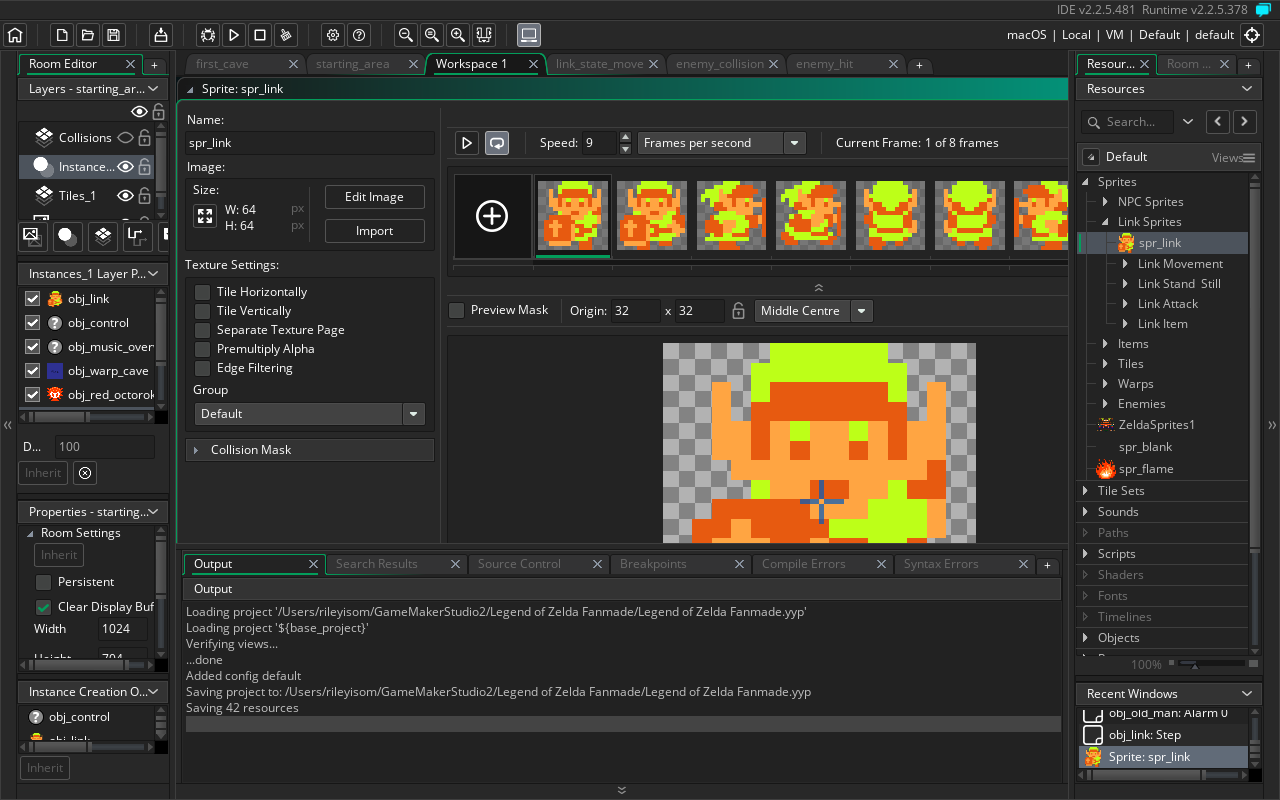 IDE v2.2.5.481 Runtime v2.2.5.378
macOS | Local | VM | Default | default
Room Editor
first_cave
starting_area
Workspace 1
link_state_move
enemy_collision
enemy_hit
Resour...
Room ...
Layers - starting_ar...
Collisions
Instance...
Tiles_1
Instances_1 Layer P...
obj_link
obj_control
obj_music_over
obj_warp_cave
obj_red_octorok
D...
100
Inherit
Properties - starting...
Room Settings
Inherit
Persistent
Clear Display Buf
Width
1024
Height
704
Instance Creation O...
obj_control
obj_link
Inherit
Sprite: spr_link
Name:
spr_link
Image:
Size:
W: 64 px
H: 64 px
Edit Image
Import
Texture Settings:
Tile Horizontally
Tile Vertically
Separate Texture Page
Premultiply Alpha
Edge Filtering
Group
Default
Collision Mask
Speed: 9
Frames per second
Current Frame: 1 of 8 frames
Preview Mask
Origin: 32 x 32
Middle Centre
Output
Search Results
Source Control
Breakpoints
Compile Errors
Syntax Errors
Output
Loading project '/Users/rileyisom/GameMakerStudio2/Legend of Zelda Fanmade/Legend of Zelda Fanmade.yyp'
Loading project '${base_project}'
Verifying views...
...done
Added config default
Saving project to: /Users/rileyisom/GameMakerStudio2/Legend of Zelda Fanmade/Legend of Zelda Fanmade.yyp
Saving 42 resources
Resources
Search...
Default
Views
Sprites
NPC Sprites
Link Sprites
spr_link
Link Movement
Link Stand Still
Link Attack
Link Item
Items
Tiles
Warps
Enemies
ZeldaSprites1
spr_blank
spr_flame
Tile Sets
Sounds
Paths
Scripts
Shaders
Fonts
Timelines
Objects
100%
Recent Windows
obj_old_man: Alarm 0
obj_link: Step
Sprite: spr_link